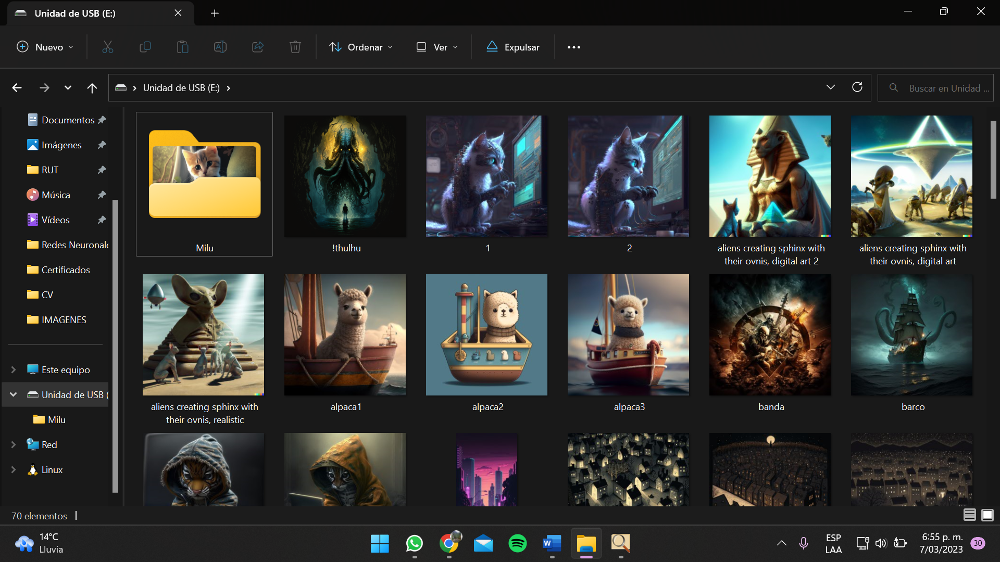 Unidad de USB (E:)
Nuevo
Ordenar
Ver
Expulsar
Unidad de USB (E:)
Buscar en Unidad ...
Documentos
Imágenes
RUT
Música
Vídeos
Redes Neuronale
Certificados
CV
IMAGENES
Este equipo
Unidad de USB (
Milu
Red
Linux
Milu
!thulhu
1
2
aliens creating sphinx with
their ovnis, digital art 2
aliens creating sphinx with
their ovnis, digital art
aliens creating sphinx with
their ovnis, realistic
alpaca1
alpaca2
alpaca3
banda
barco
70 elementos
14°C
Lluvia
W
ESP
LAA
6:55 p. m.
7/03/2023
30